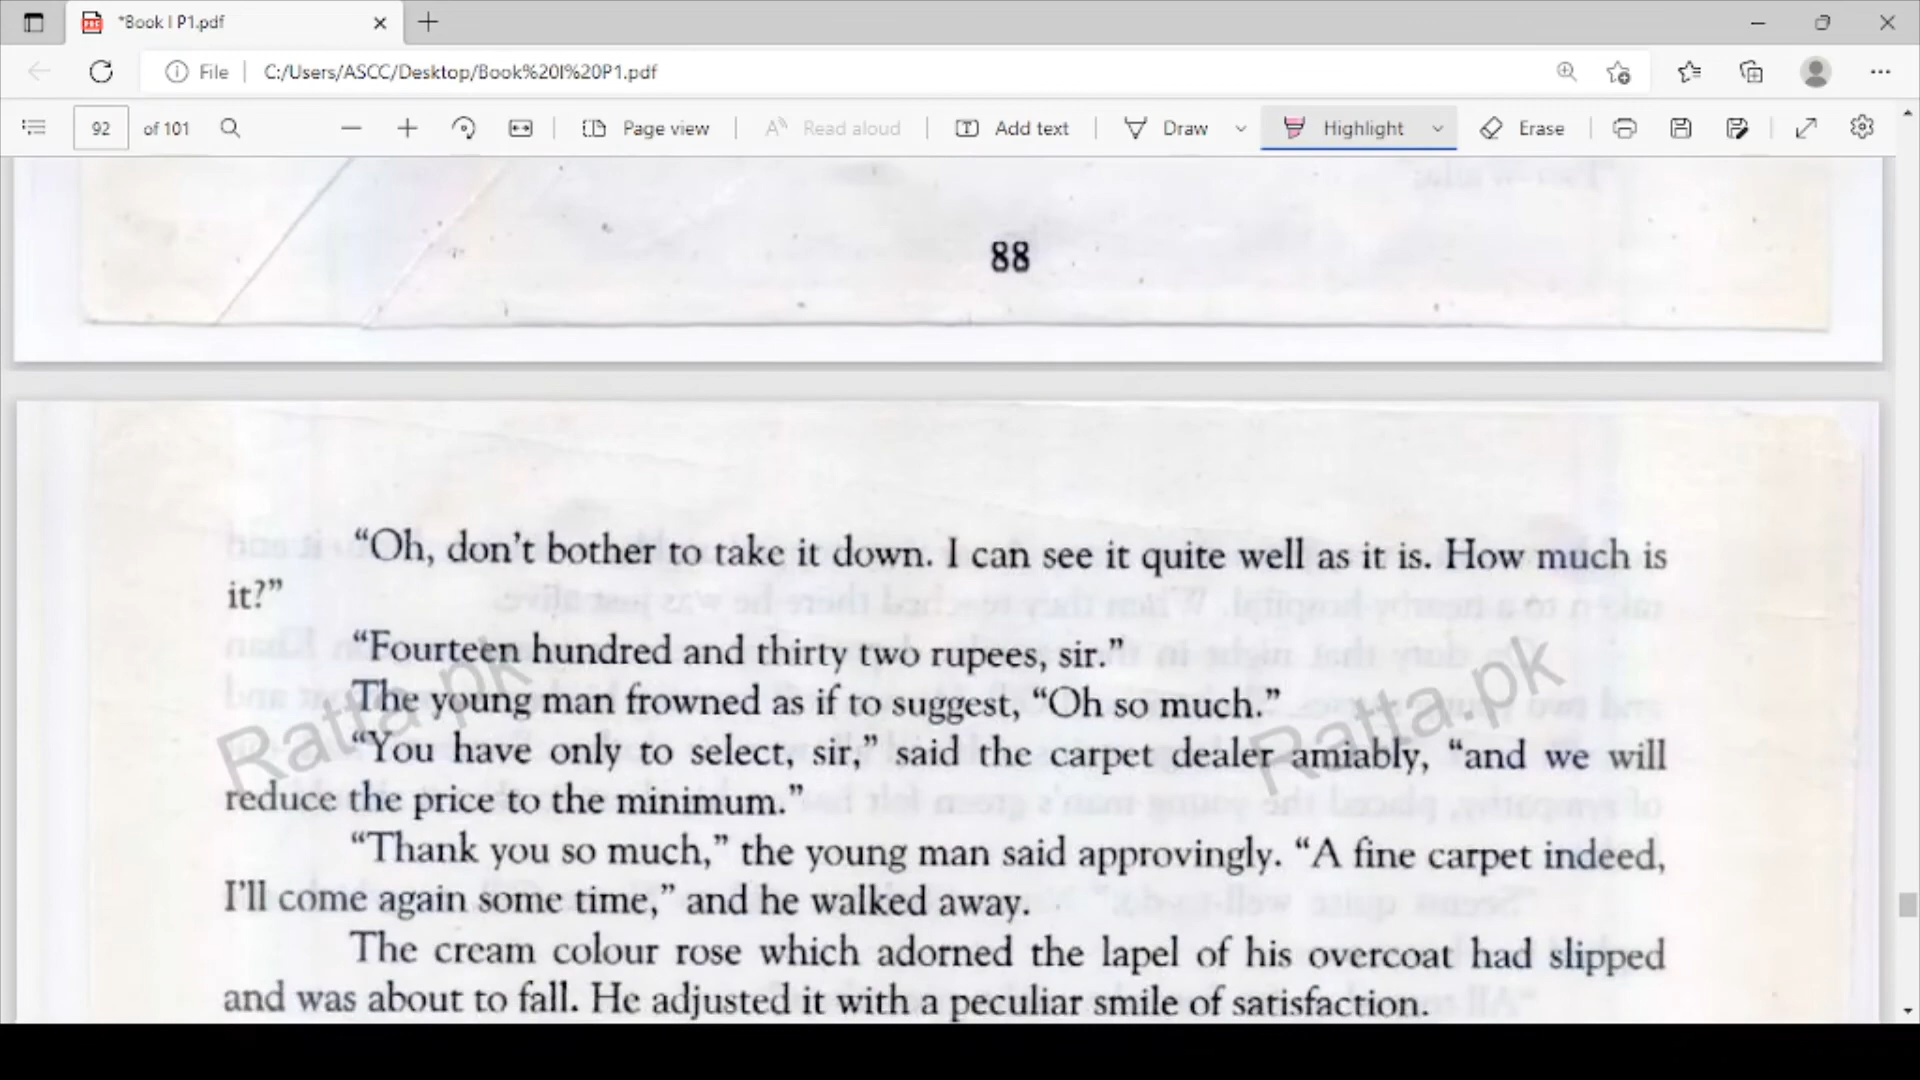 *Book I P1.pdf
File
C:/Users/ASCC/Desktop/Book%20I%20P1.pdf
92 of 101
Page view
Read aloud
Add text
Draw
Highlight
Erase
88
“Oh, don’t bother to take it down. I can see it quite well as it is. How much is
it?”
“Fourteen hundred and thirty two rupees, sir.”
The young man frowned as if to suggest, “Oh so much.”
“You have only to select, sir,” said the carpet dealer amiably, “and we will
reduce the price to the minimum.”
“Thank you so much,” the young man said approvingly. “A fine carpet indeed,
I’ll come again some time,” and he walked away.
The cream colour rose which adorned the lapel of his overcoat had slipped
and was about to fall. He adjusted it with a peculiar smile of satisfaction.
Ratta.pk
Ratta.pk